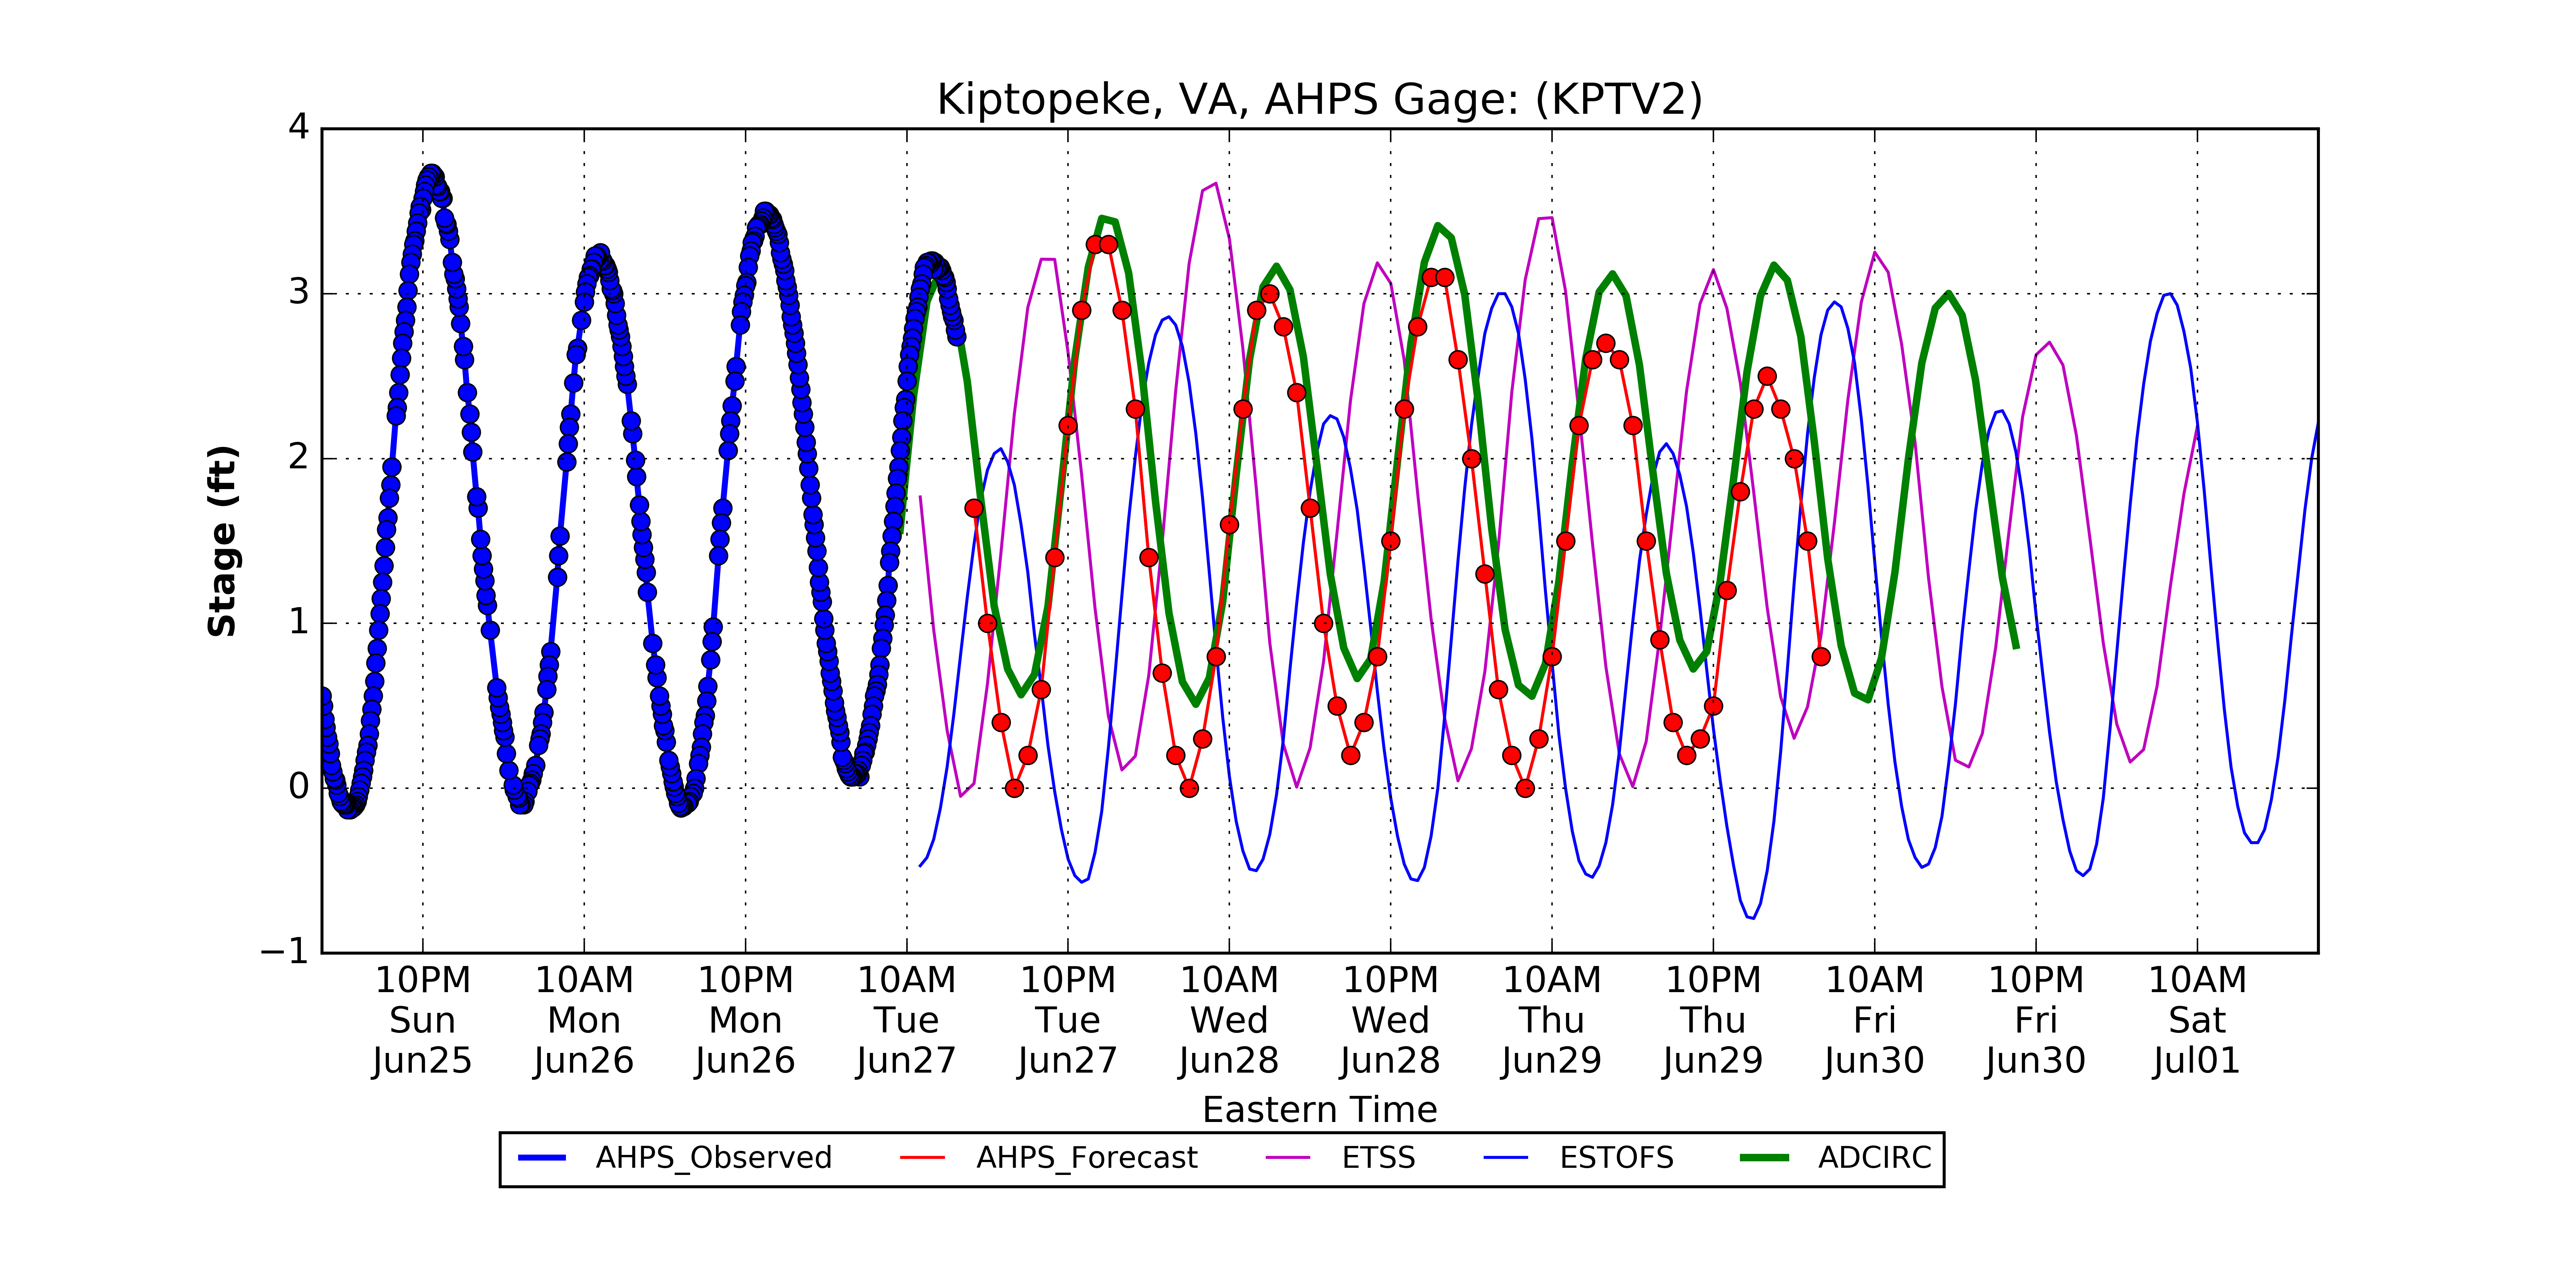 Kiptopeke, VA, AHPS Gage: (KPTV2)
Stage (ft)
4
3
2
1
0
−1
10PM 10AM 10PM 10AM 10PM 10AM 10PM 10AM 10PM 10AM 10PM 10AM
Sun Mon Mon Tue Tue Wed Wed Thu Thu Fri Fri Sat
Jun25 Jun26 Jun26 Jun27 Jun27 Jun28 Jun28 Jun29 Jun29 Jun30 Jun30 Jul01
Eastern Time
AHPS_Observed AHPS_Forecast ETSS ESTOFS ADCIRC